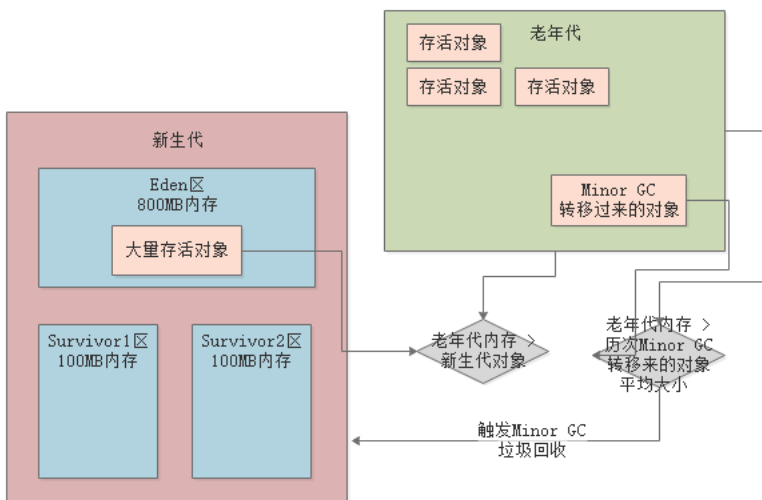 老年代
存活对象
存活对象
存活对象
Minor GC
转移过来的对象
新生代
Eden区
800MB内存
大量存活对象
Survivor1区
100MB内存
Survivor2区
100MB内存
老年代内存 >
新生代对象
老年代内存 >
历次Minor GC
转移来的对象
平均大小
触发Minor GC
垃圾回收